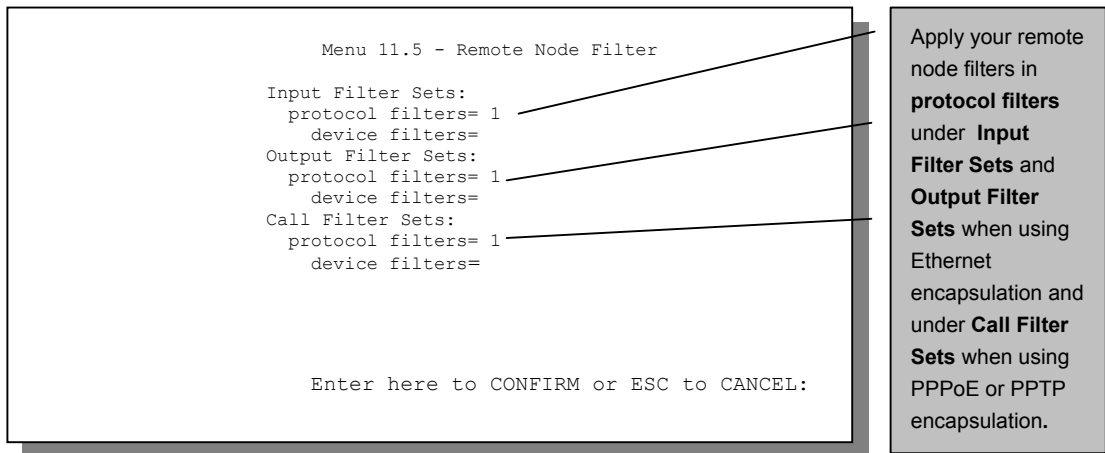 Menu 11.5 - Remote Node Filter
Input Filter Sets:
protocol filters= 1
device filters=
Output Filter Sets:
protocol filters= 1
device filters=
Call Filter Sets:
protocol filters= 1
device filters=
Enter here to CONFIRM or ESC to CANCEL:
Apply your remote
node filters in
protocol filters
under Input
Filter Sets and
Output Filter
Sets when using
Ethernet
encapsulation and
under Call Filter
Sets when using
PPPoE or PPTP
encapsulation.